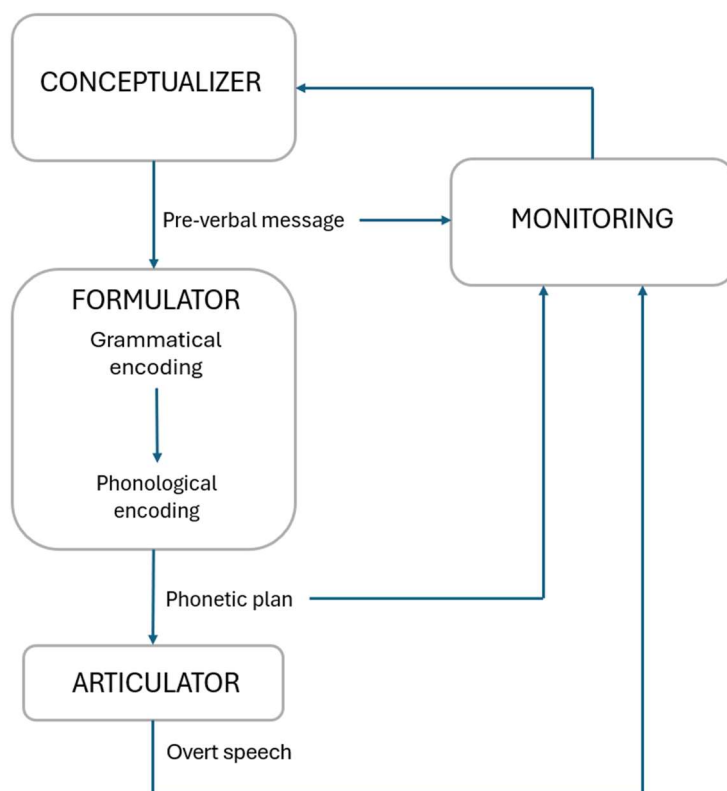 CONCEPTUALIZER
Pre-verbal message
MONITORING
FORMULATOR
Grammatical
encoding
Phonological
encoding
Phonetic plan
ARTICULATOR
Overt speech